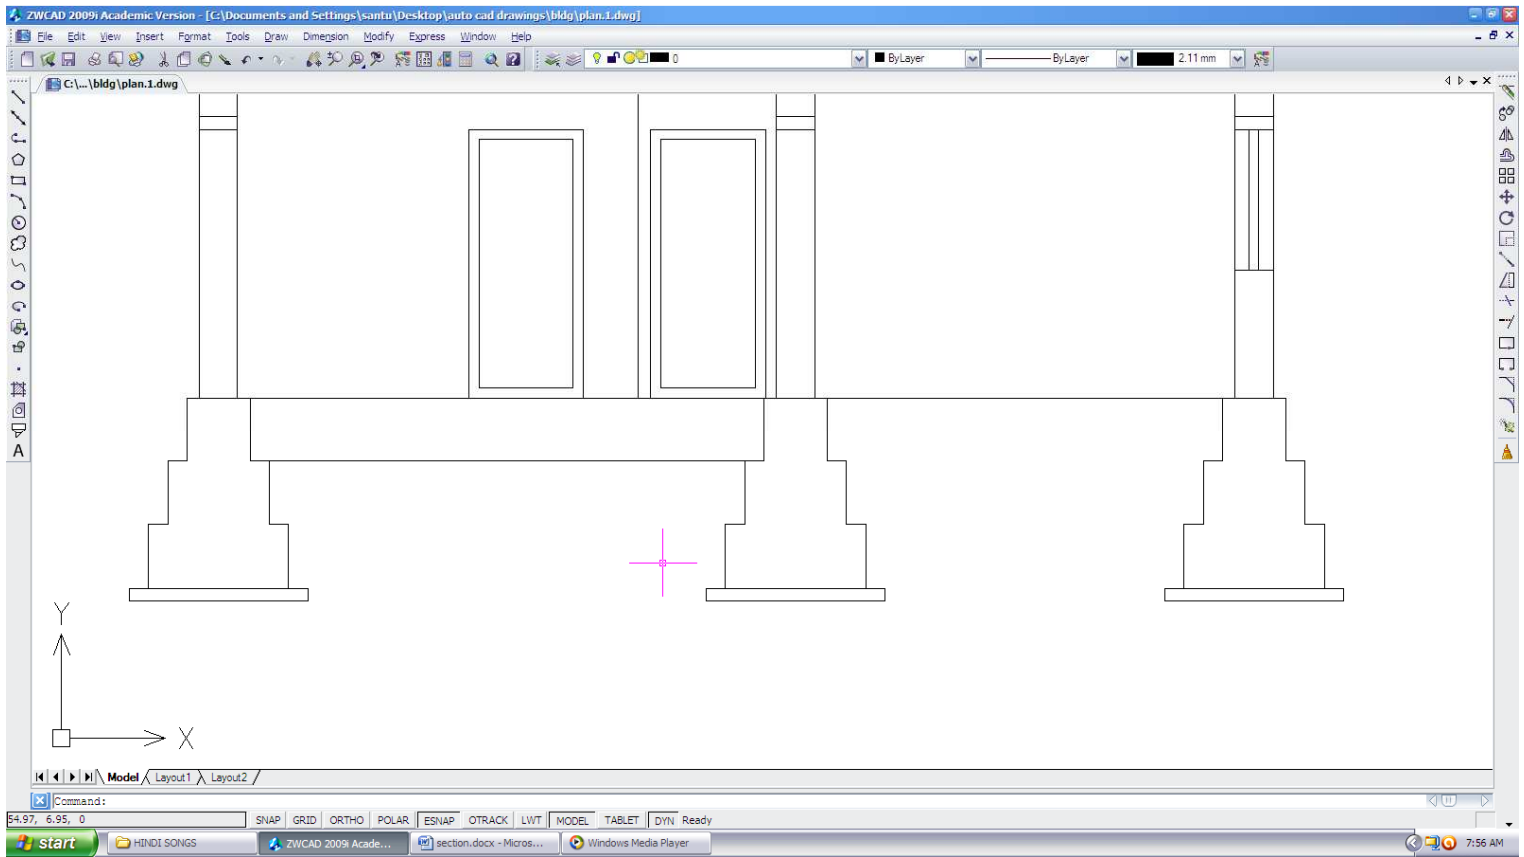 ZWCAD 2009i Academic Version - [C:\Documents and Settings\santu\Desktop\auto cad drawings\bldg\plan.1.dwg]
File Edit View Insert Format Tools Draw Dimension Modify Express Window Help
0 ByLayer ByLayer 2.11 mm
C:\...\bldg\plan.1.dwg
A
Y
X
Model Layout1 Layout2
Command:
54.97, 6.95, 0 SNAP GRID ORTHO POLAR ESNAP OTRACK LWT MODEL TABLET DYN Ready
start HINDI SONGS ZWCAD 2009i Acade... section.docx - Micros... Windows Media Player 7:56 AM